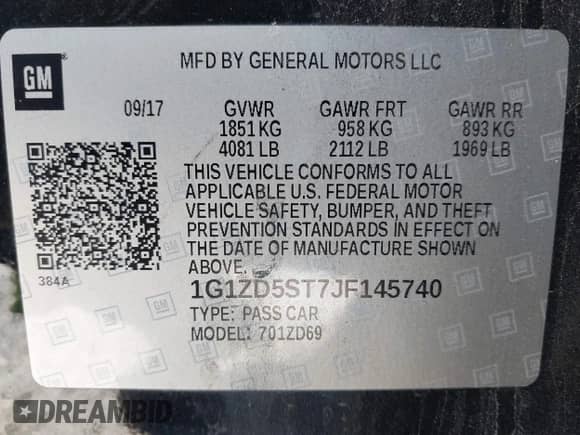 GM
MFD BY GENERAL MOTORS LLC
09/17 GVWR GAWR FRT GAWR RR
1851 KG 958 KG 893 KG
4081 LB 2112 LB 1969 LB
THIS VEHICLE CONFORMS TO ALL
APPLICABLE U.S. FEDERAL MOTOR
VEHICLE SAFETY, BUMPER, AND THEFT
PREVENTION STANDARDS IN EFFECT ON
THE DATE OF MANUFACTURE SHOWN
ABOVE.
384A
1G1ZD5ST7JF145740
TYPE: PASS CAR
MODEL: 701ZD69
DREAMBID